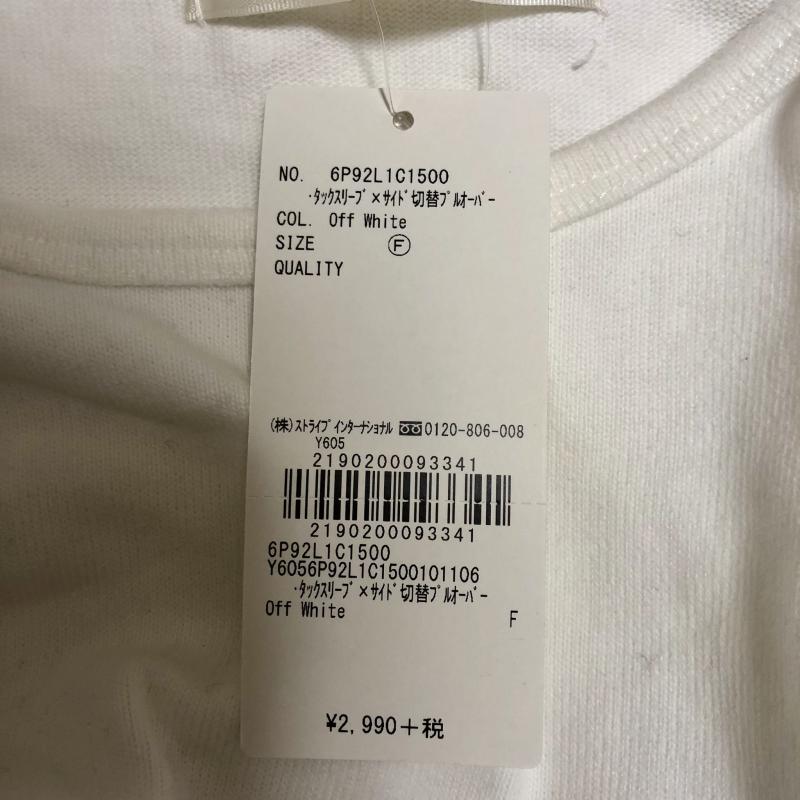 NO. 6P92L1C1500
・ﾀｯｸｽﾘｰﾌﾞ×ｻｲﾄﾞ切替ﾌﾟﾙｵｰﾊﾞｰ
COL. Off White
SIZE Ⓕ
QUALITY
(株)ｽﾄﾗｲﾌﾟｲﾝﾀｰﾅｼｮﾅﾙ 0120-806-008
Y605
2190200093341
2190200093341
6P92L1C1500
Y6056P92L1C1500101106
・ﾀｯｸｽﾘｰﾌﾞ×ｻｲﾄﾞ切替ﾌﾟﾙｵｰﾊﾞｰ
Off White F
¥2,990+税